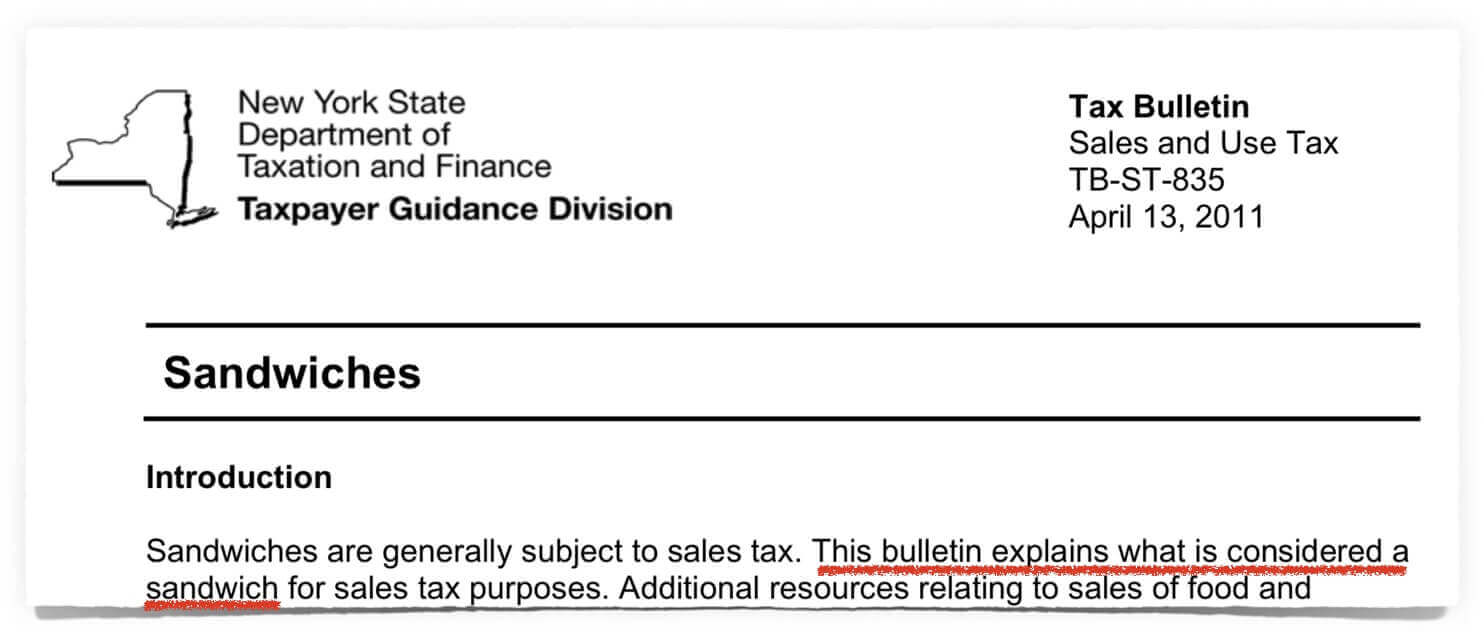 New York State
Department of
Taxation and Finance
Taxpayer Guidance Division
Tax Bulletin
Sales and Use Tax
TB-ST-835
April 13, 2011
Sandwiches
Introduction
Sandwiches are generally subject to sales tax. This bulletin explains what is considered a
sandwich for sales tax purposes. Additional resources relating to sales of food and